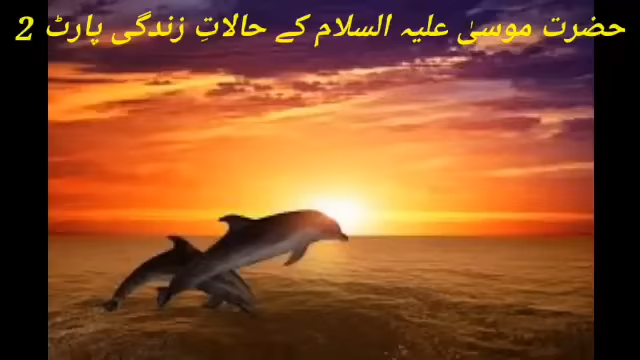 حضرت موسیٰ علیہ السلام کے حالاتِ زندگی پارٹ 2